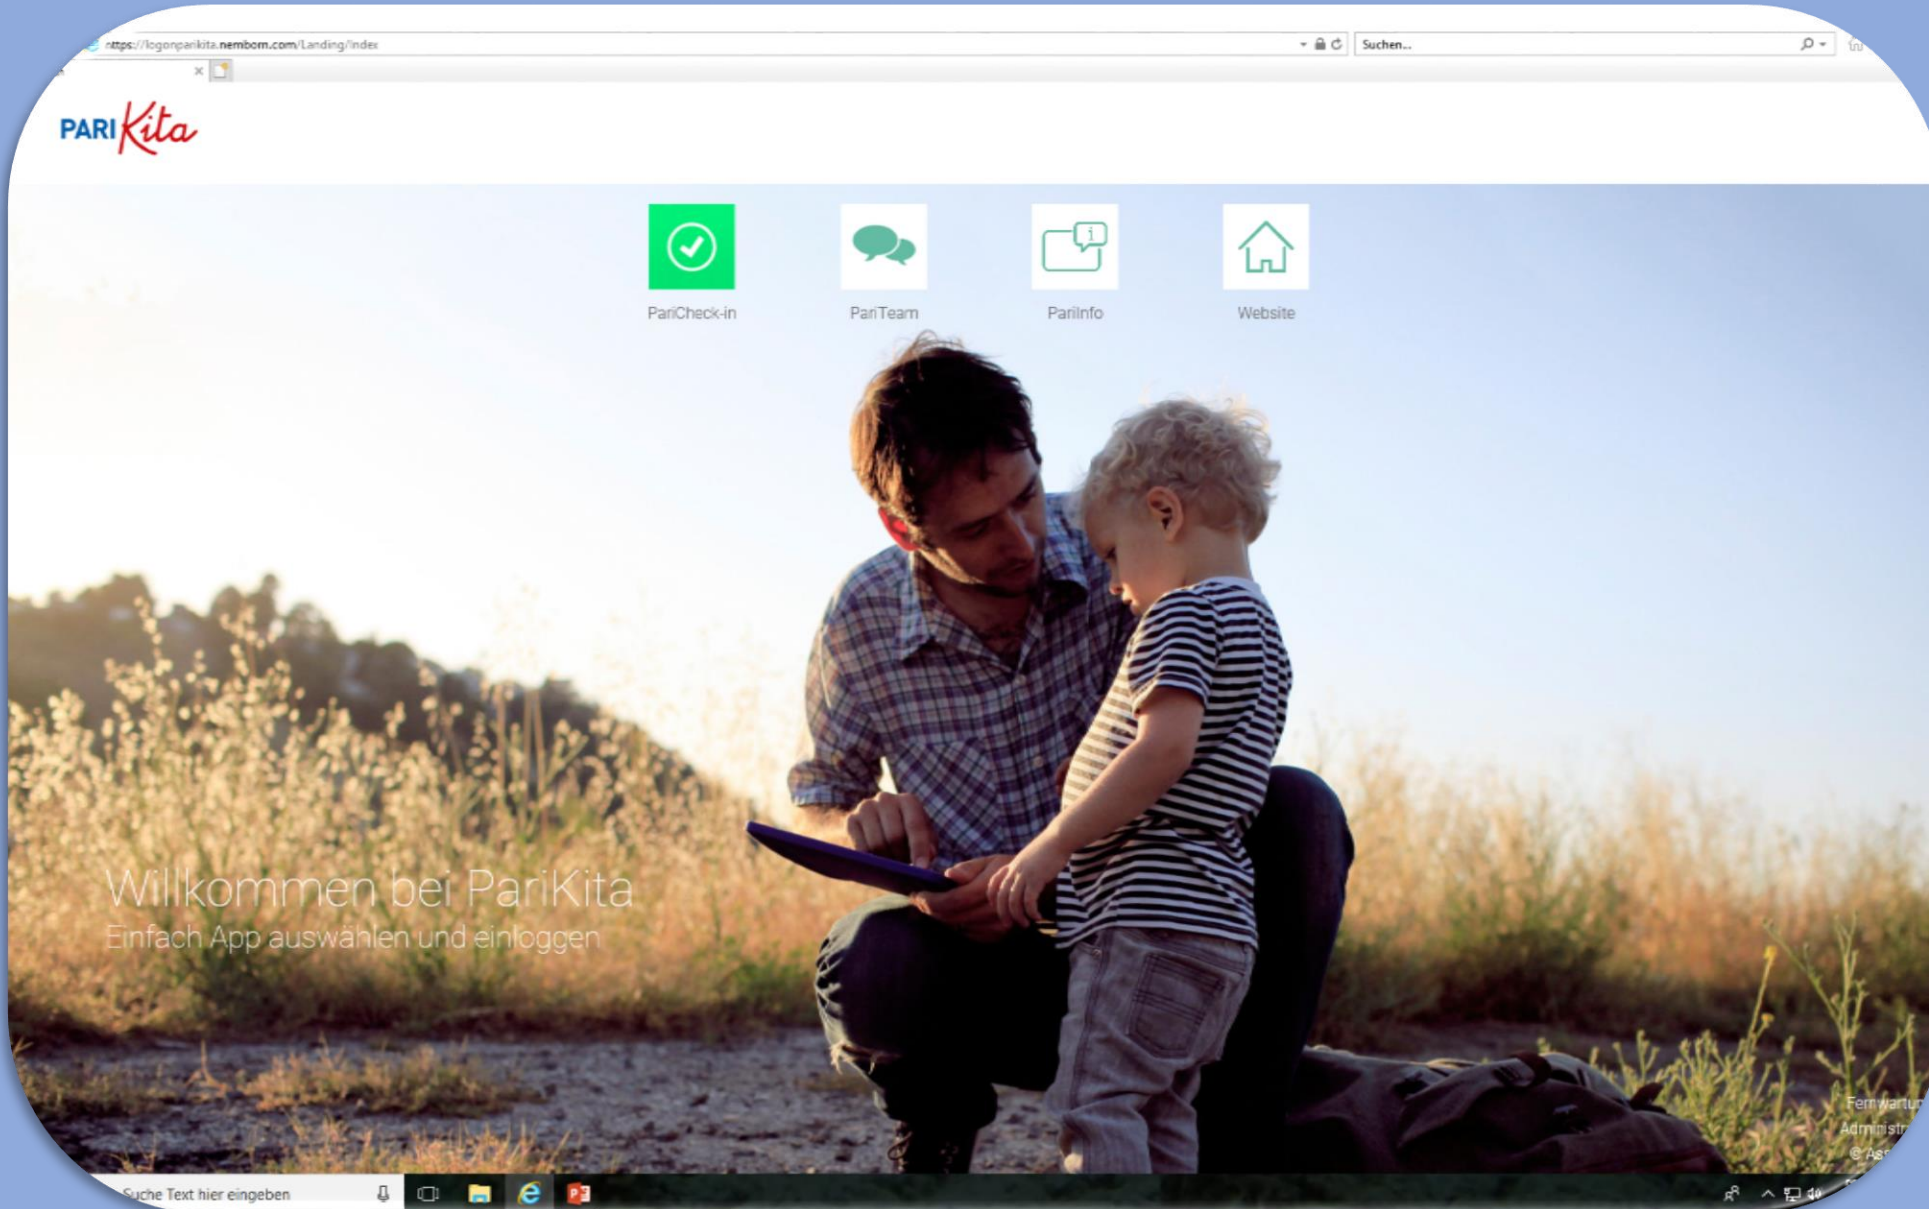 https://logonparikita.nemborn.com/Landing/Index
Suchen...
PARI Kita
PariCheck-in
PariTeam
PariInfo
Website
Willkommen bei PariKita
Einfach App auswählen und einloggen
Suche Text hier eingeben